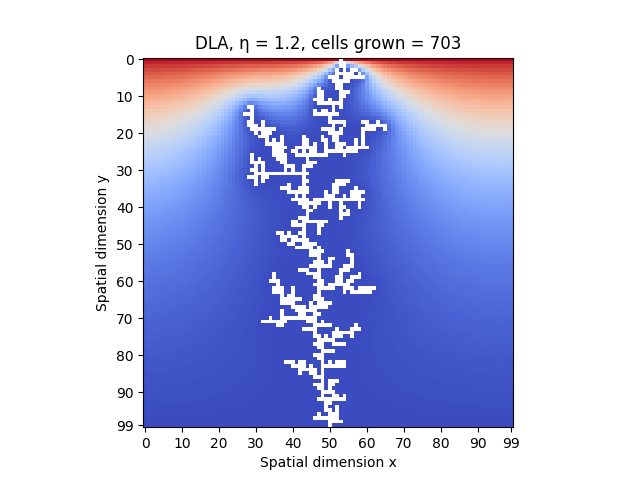 DLA, η = 1.2, cells grown = 703
0
10
20
30
40
50
60
70
80
90
99
Spatial dimension y
0 10 20 30 40 50 60 70 80 90 99
Spatial dimension x